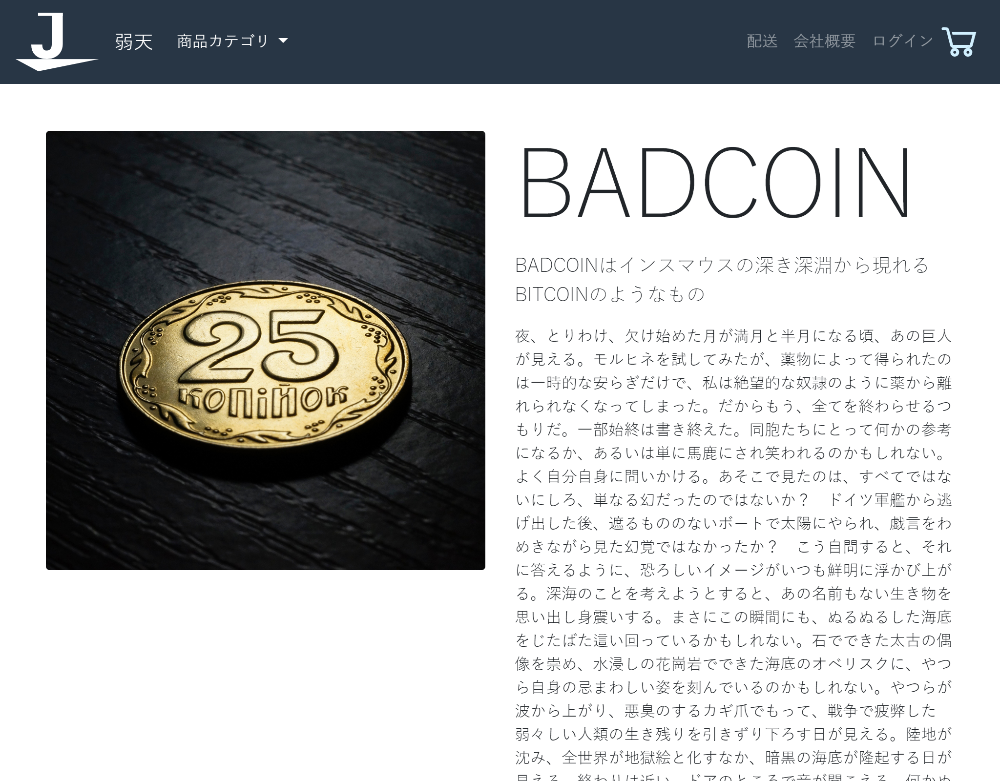 J
弱天 商品カテゴリ 配送 会社概要 ログイン
25
копійок
BADCOIN
BADCOINはインスマウスの深き深淵から現れる
BITCOINのようなもの
夜、とりわけ、欠け始めた月が満月と半月になる頃、あの巨人
が見える。モルヒネを試してみたが、薬物によって得られたの
は一時的な安らぎだけで、私は絶望的な奴隷のように薬から離
れられなくなってしまった。だからもう、全てを終わらせるつ
もりだ。一部始終は書き終えた。同胞たちにとって何かの参考
になるか、あるいは単に馬鹿にされ笑われるのかもしれない。
よく自分自身に問いかける。あそこで見たのは、すべてではな
いにしろ、単なる幻だったのではないか？　ドイツ軍艦から逃
げ出した後、遮るもののないボートで太陽にやられ、戯言をわ
めきながら見た幻覚ではなかったか？　こう自問すると、それ
に答えるように、恐ろしいイメージがいつも鮮明に浮かび上が
る。深海のことを考えようとすると、あの名前もない生き物を
思い出し身震いする。まさにこの瞬間にも、ぬるぬるした海底
をじたばた這い回っているかもしれない。石でできた太古の偶
像を崇め、水浸しの花崗岩でできた海底のオベリスクに、やつ
ら自身の忌まわしい姿を刻んでいるのかもしれない。やつらが
波から上がり、悪臭のするカギ爪でもって、戦争で疲弊した
弱々しい人類の生き残りを引きずり下ろす日が見える。陸地が
沈み、全世界が地獄絵と化すなか、暗黒の海底が隆起する日が
見える。終わりは近い。ドアのところで音が聞こえる。何かぬ